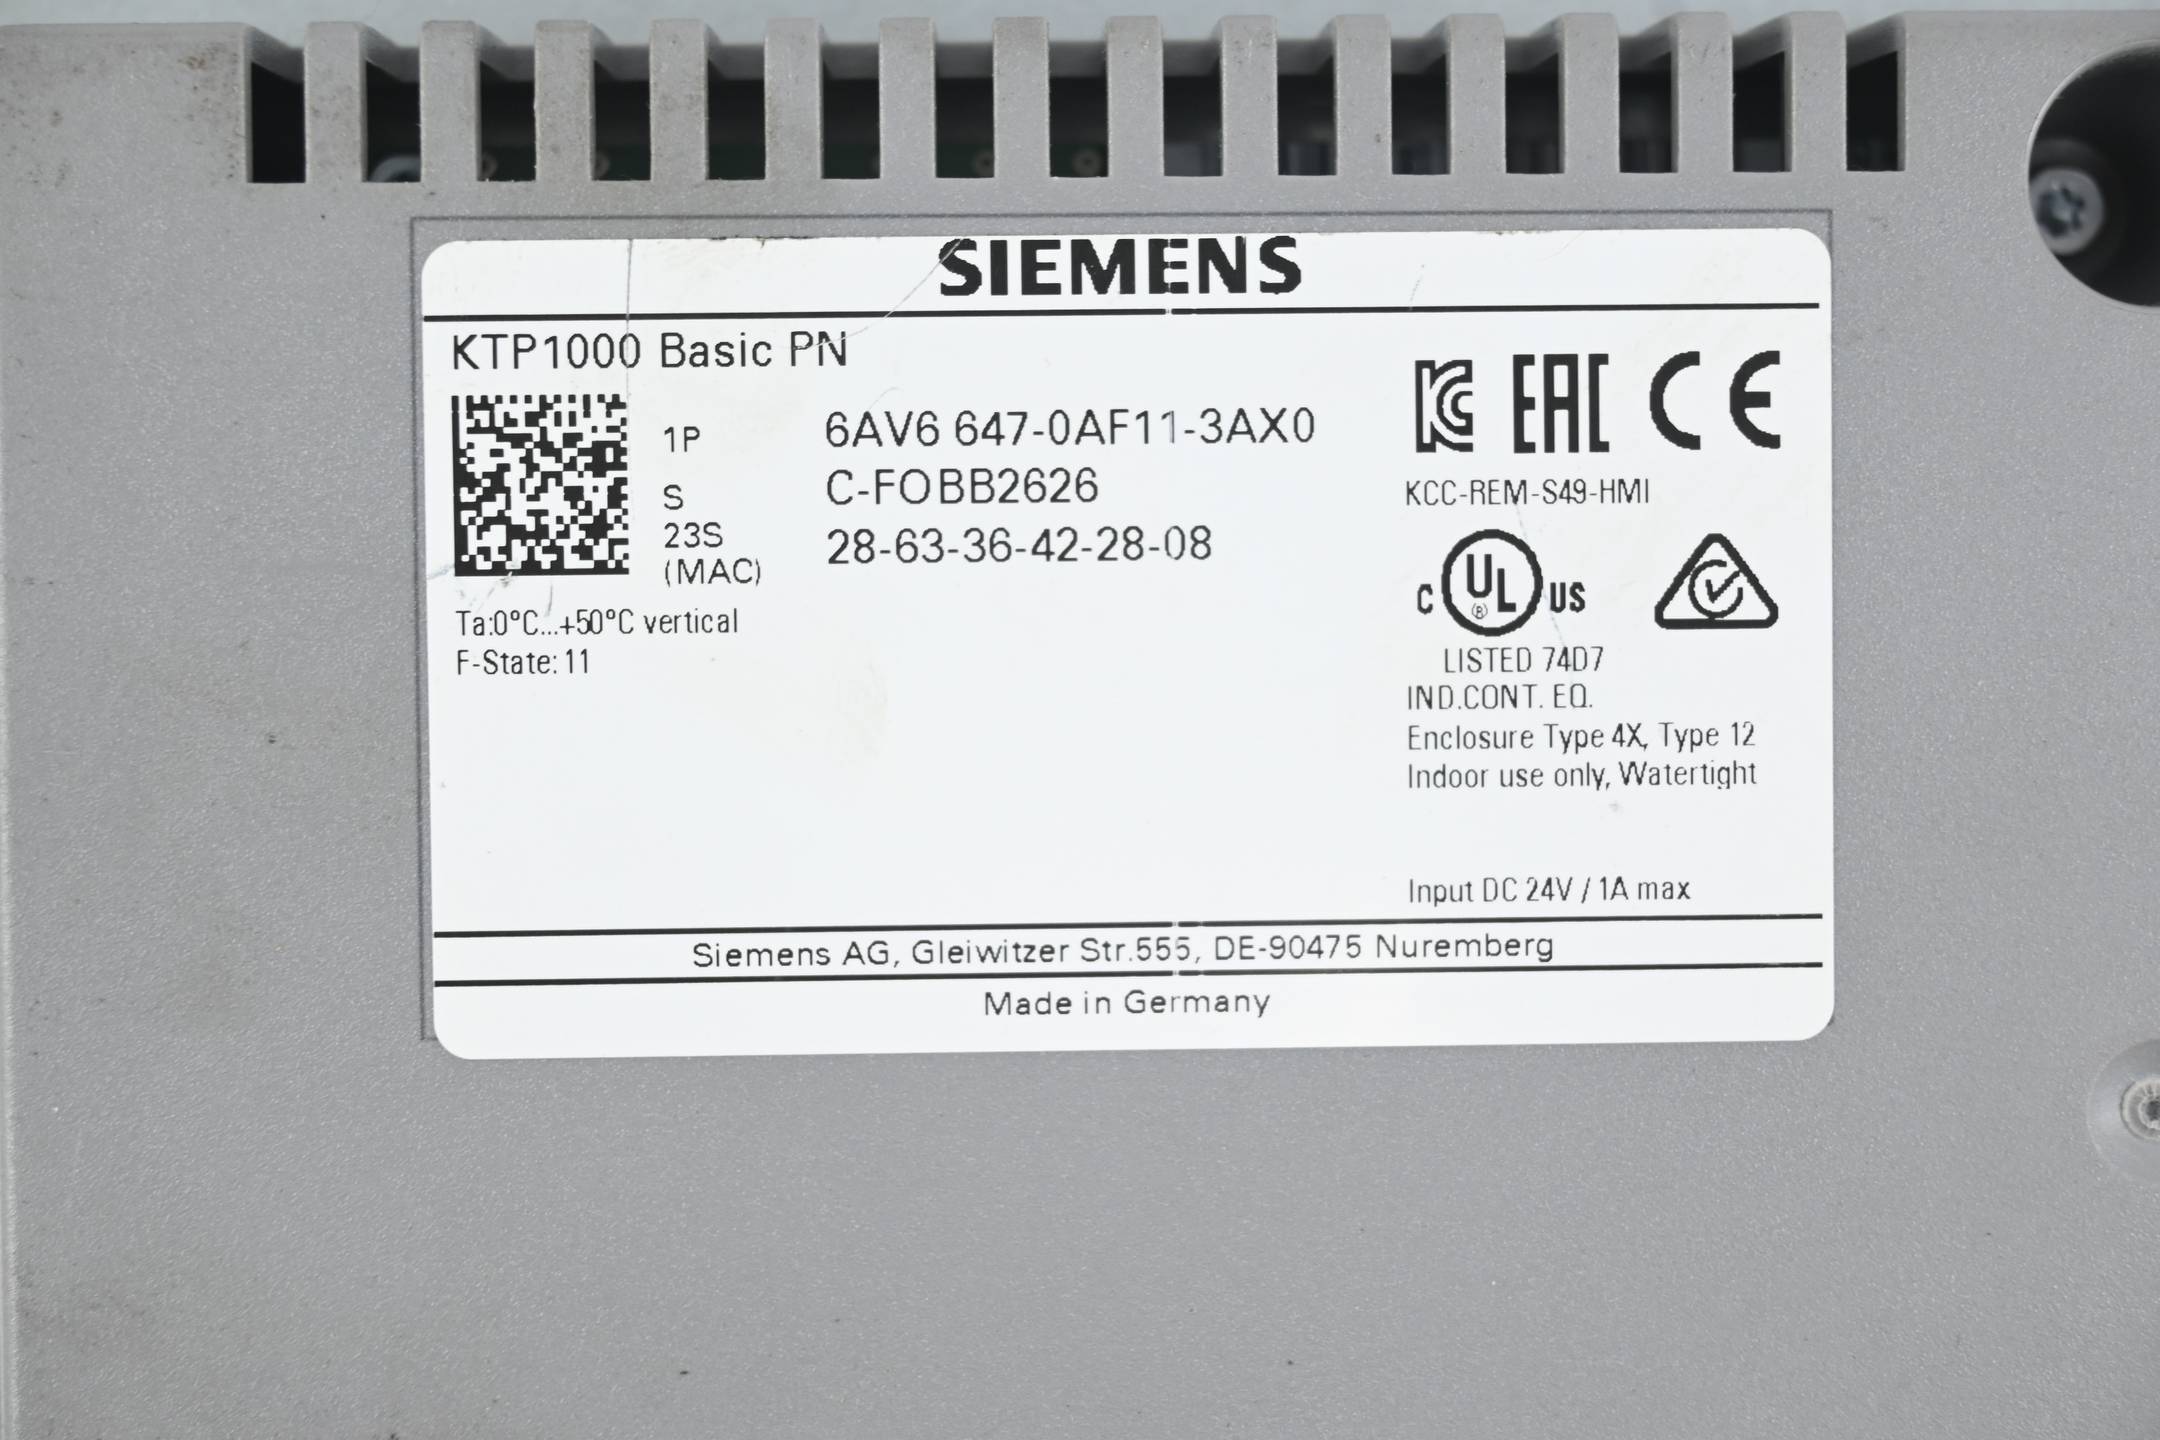 SIEMENS
KTP1000 Basic PN
1P 6AV6 647-0AF11-3AX0
S C-FOBB2626
23S (MAC) 28-63-36-42-28-08
Ta:0°C...+50°C vertical
F-State: 11
EAC CE
KCC-REM-S49-HMI
C UL (R) US
LISTED 74D7
IND.CONT. EQ.
Enclosure Type 4X, Type 12
Indoor use only, Watertight
Input DC 24V / 1A max
Siemens AG, Gleiwitzer Str.555, DE-90475 Nuremberg
Made in Germany